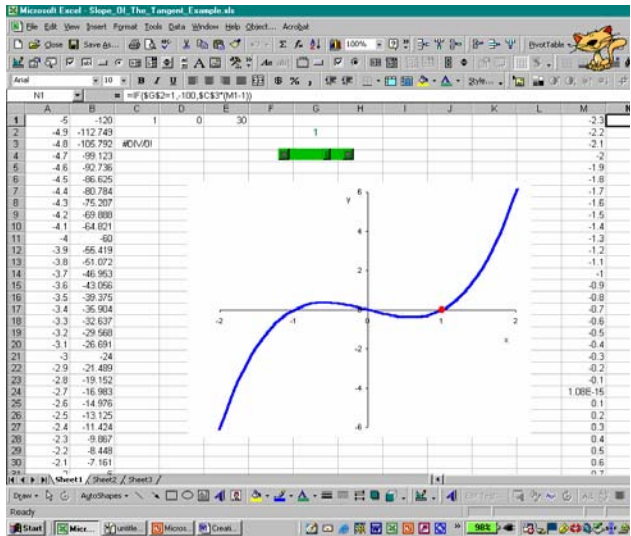 Microsoft Excel - Slope_Of_The_Tangent_Example.xls
File Edit View Insert Format Tools Data Window Help Object... Acrobat
Close Save As... 100% PivotTable
Arial 10 B I U $ % , Style...
N1 = =IF($G$2=1,-100,$C$3*(M1-1))
A B C D E F G H I J K L M N
1 -5 -120 1 0 30 -2.3
2 -4.9 -112.749 1 -2.2
3 -4.8 -105.792 #DIV/0! -2.1
4 -4.7 -99.123 -2
5 -4.6 -92.736 -1.9
6 -4.5 -86.625 -1.8
7 -4.4 -80.784 -1.7
8 -4.3 -75.207 -1.6
9 -4.2 -69.888 -1.5
10 -4.1 -64.821 -1.4
11 -4 -60 -1.3
12 -3.9 -55.419 -1.2
13 -3.8 -51.072 -1.1
14 -3.7 -46.953 -1
15 -3.6 -43.056 -0.9
16 -3.5 -39.375 -0.8
17 -3.4 -35.904 -0.7
18 -3.3 -32.637 -0.6
19 -3.2 -29.568 -0.5
20 -3.1 -26.691 -0.4
21 -3 -24 -0.3
22 -2.9 -21.489 -0.2
23 -2.8 -19.152 -0.1
24 -2.7 -16.983 1.08E-15
25 -2.6 -14.976 0.1
26 -2.5 -13.125 0.2
27 -2.4 -11.424 0.3
28 -2.3 -9.867 0.4
29 -2.2 -8.448 0.5
30 -2.1 -7.161 0.6
y
6
4
2
-2 -1 0 1 2
x
-2
-4
-6
Sheet1 Sheet2 Sheet3
Draw AutoShapes
Ready
Start Micr... untitle... Micros... Creati... 98%